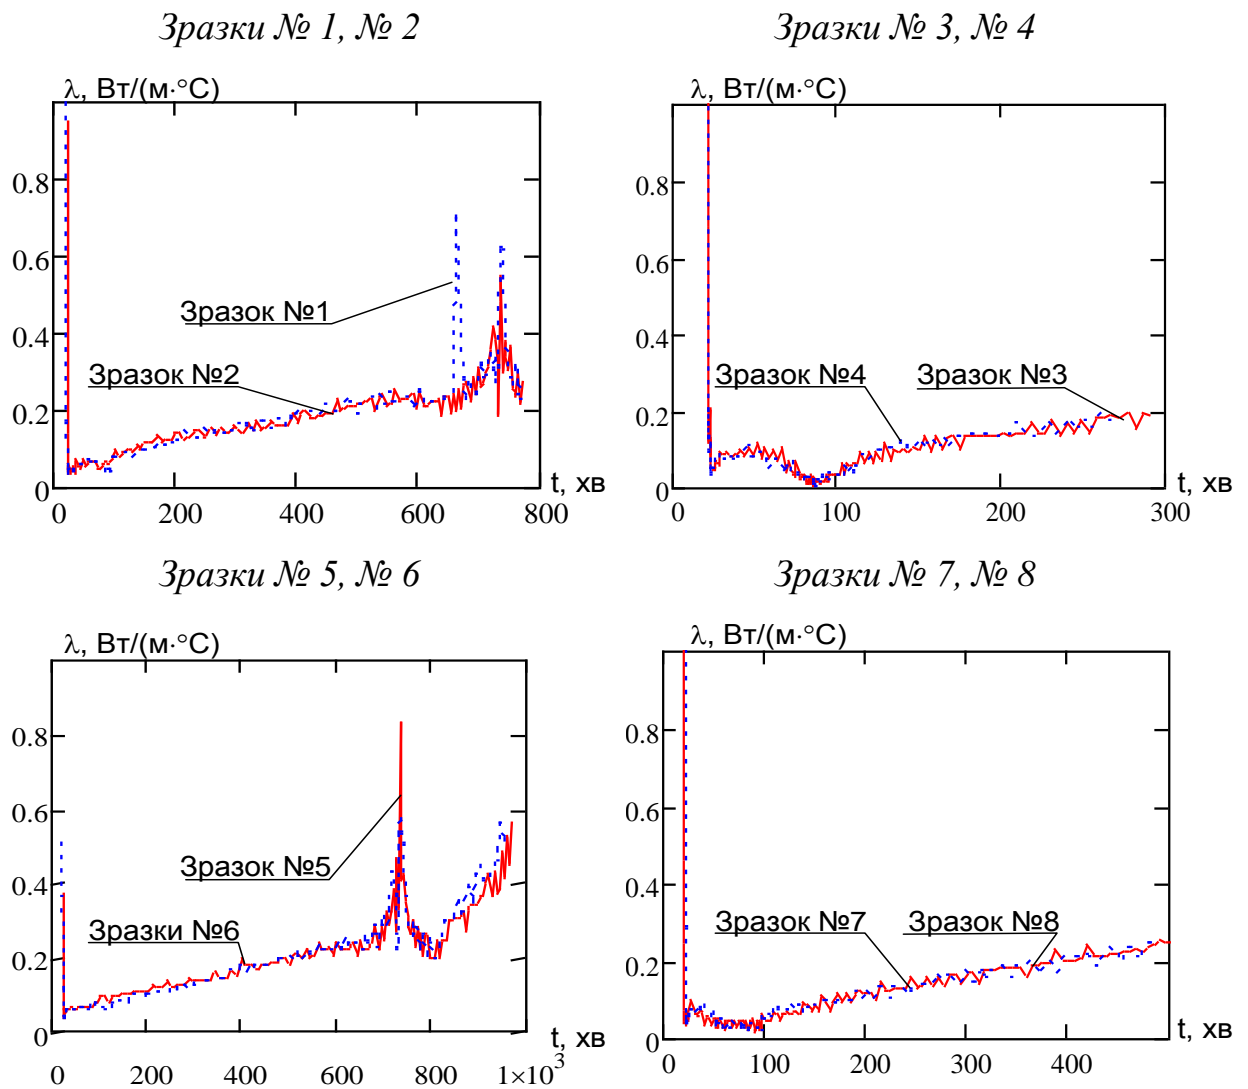 Зразки № 1, № 2
λ, Вт/(м·°С)
0.8
0.6
Зразок №1
0.4
Зразок №2
0.2
0
t, хв
0 200 400 600 800
Зразки № 3, № 4
λ, Вт/(м·°С)
0.8
0.6
0.4
Зразок №4 Зразок №3
0.2
0
t, хв
0 100 200 300
Зразки № 5, № 6
λ, Вт/(м·°С)
0.8
0.6
Зразок №5
0.4
Зразки №6
0.2
0
t, хв
0 200 400 600 800 1×10³
Зразки № 7, № 8
λ, Вт/(м·°С)
0.8
0.6
0.4
Зразок №7 Зразок №8
0.2
0
t, хв
0 100 200 300 400